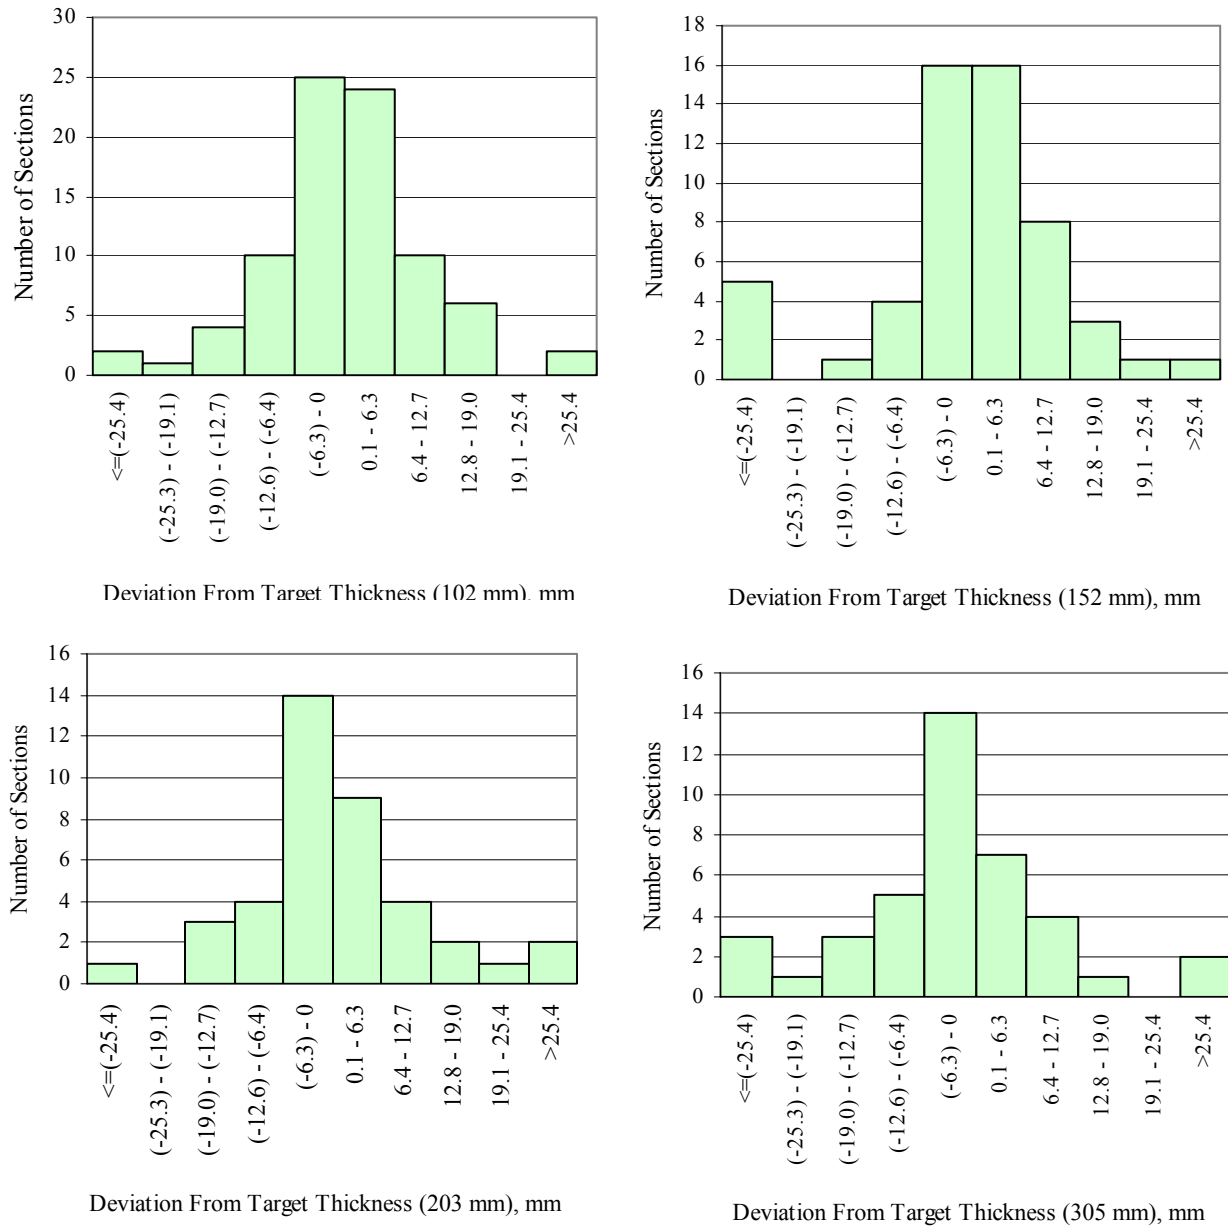 30
25
20
15
10
5
0
Number of Sections
<=(-25.4)
(-25.3) - (-19.1)
(-19.0) - (-12.7)
(-12.6) - (-6.4)
(-6.3) - 0
0.1 - 6.3
6.4 - 12.7
12.8 - 19.0
19.1 - 25.4
>25.4
Deviation From Target Thickness (102 mm), mm
18
16
14
12
10
8
6
4
2
0
Number of Sections
<=(-25.4)
(-25.3) - (-19.1)
(-19.0) - (-12.7)
(-12.6) - (-6.4)
(-6.3) - 0
0.1 - 6.3
6.4 - 12.7
12.8 - 19.0
19.1 - 25.4
>25.4
Deviation From Target Thickness (152 mm), mm
16
14
12
10
8
6
4
2
0
Number of Sections
<=(-25.4)
(-25.3) - (-19.1)
(-19.0) - (-12.7)
(-12.6) - (-6.4)
(-6.3) - 0
0.1 - 6.3
6.4 - 12.7
12.8 - 19.0
19.1 - 25.4
>25.4
Deviation From Target Thickness (203 mm), mm
16
14
12
10
8
6
4
2
0
Number of Sections
<=(-25.4)
(-25.3) - (-19.1)
(-19.0) - (-12.7)
(-12.6) - (-6.4)
(-6.3) - 0
0.1 - 6.3
6.4 - 12.7
12.8 - 19.0
19.1 - 25.4
>25.4
Deviation From Target Thickness (305 mm), mm